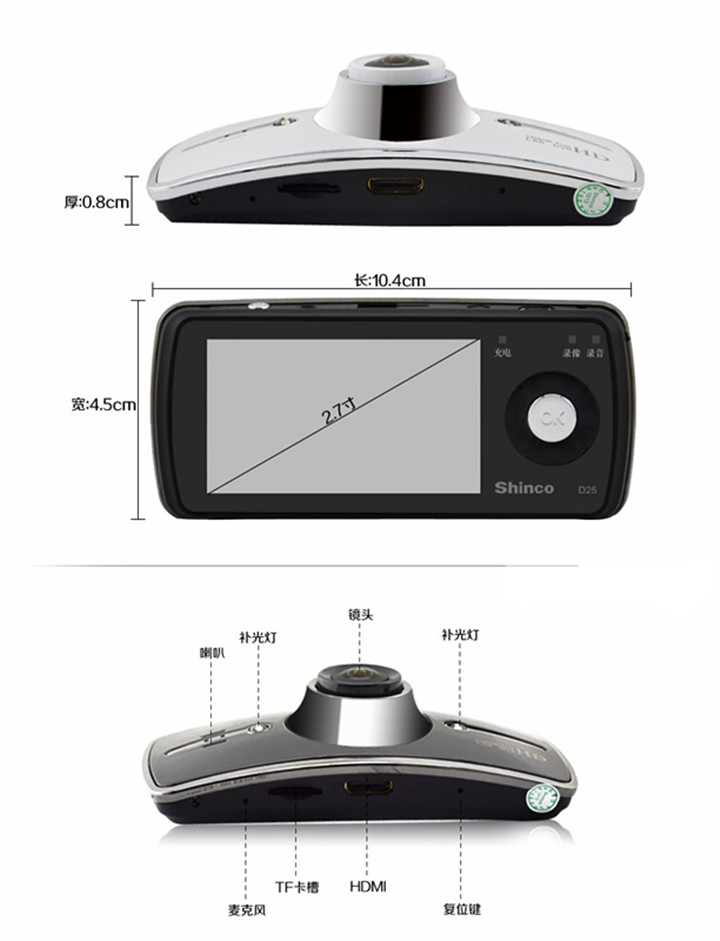 厚:0.8cm
长:10.4cm
宽:4.5cm
2.7寸
充电
录像 录音
OK
Shinco
D25
镜头
补光灯
补光灯
喇叭
TF卡槽
HDMI
麦克风
复位键